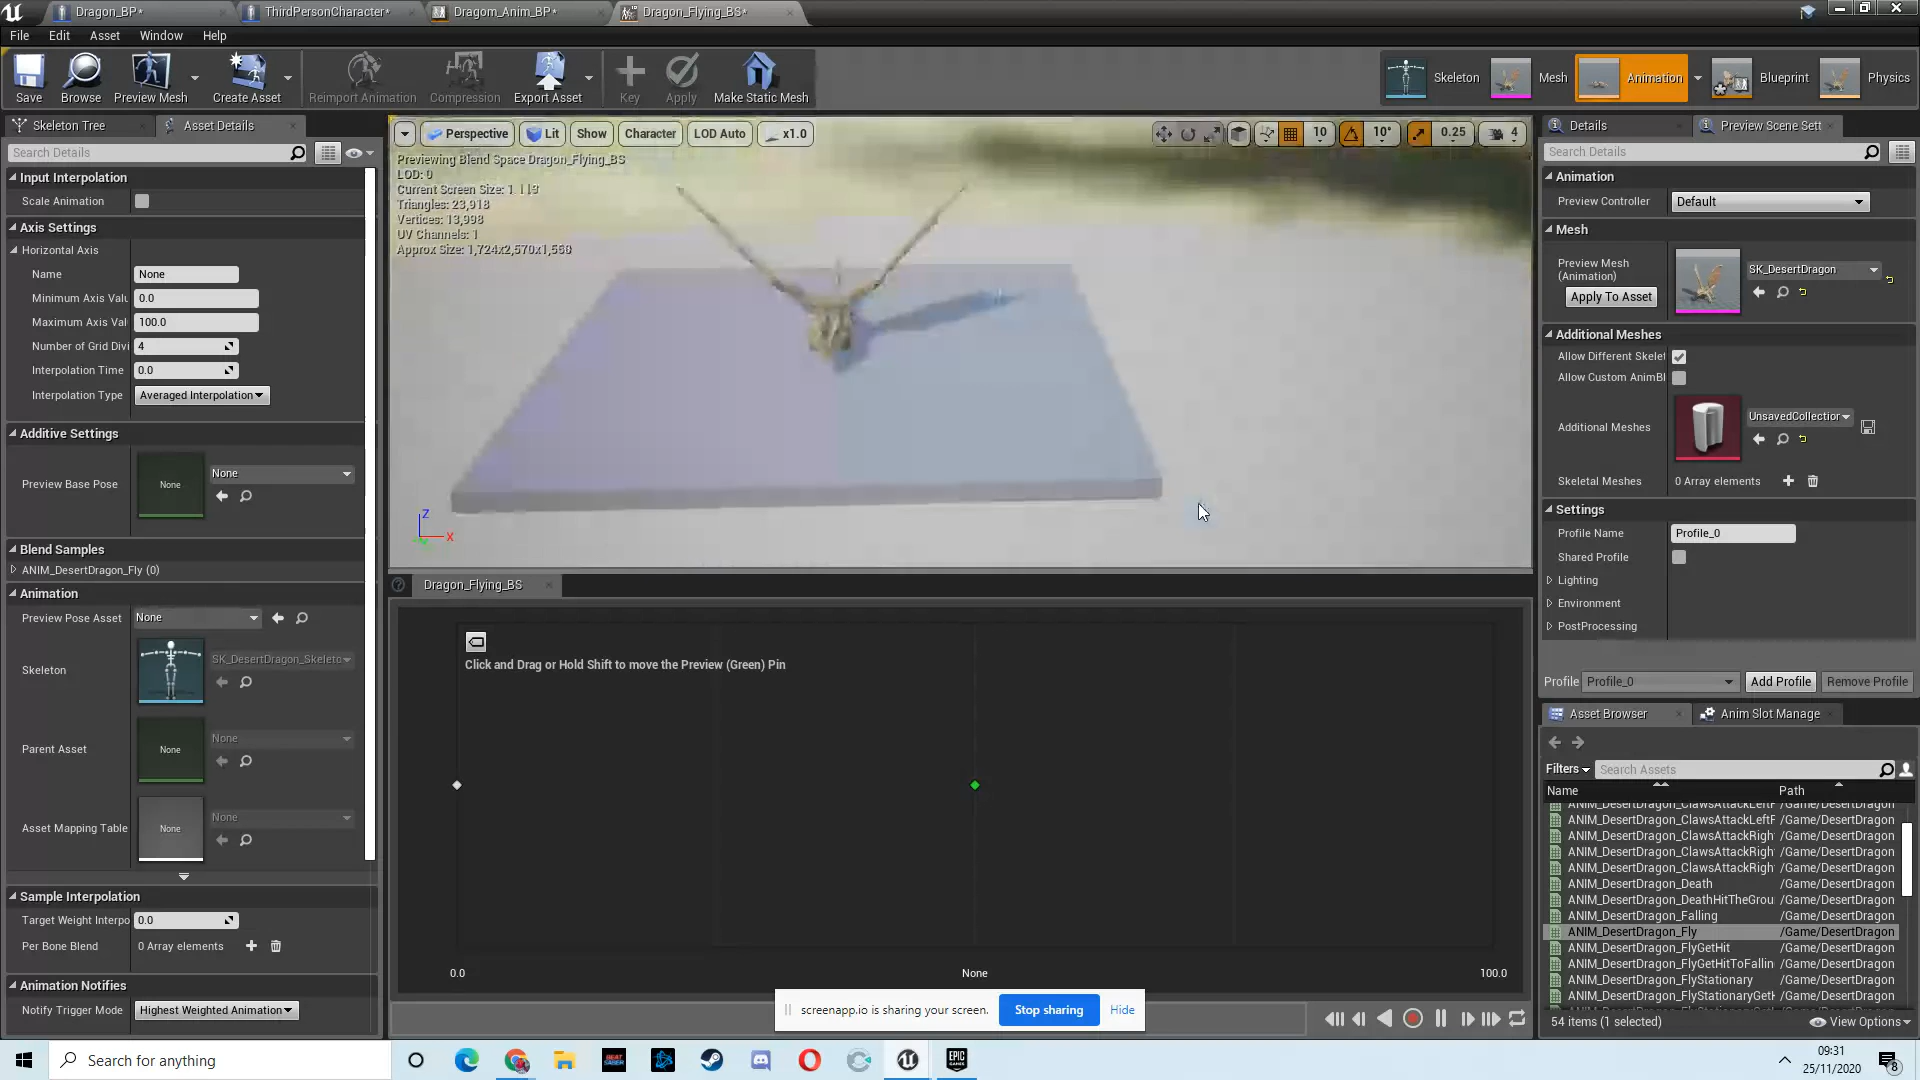 Dragon_BP*
ThirdPersonCharacter*
Dragom_Anim_BP*
Dragon_Flying_BS*
File Edit Asset Window Help
Save Browse Preview Mesh Create Asset Reimport Animation Compression Export Asset Key Apply Make Static Mesh
Skeleton Mesh Animation Blueprint Physics
Skeleton Tree Asset Details
Search Details
Input Interpolation
Scale Animation
Axis Settings
Horizontal Axis
Name None
Minimum Axis Valu 0.0
Maximum Axis Val 100.0
Number of Grid Divi 4
Interpolation Time 0.0
Interpolation Type Averaged Interpolation
Additive Settings
Preview Base Pose None None
Blend Samples
ANIM_DesertDragon_Fly (0)
Animation
Preview Pose Asset None
Skeleton SK_DesertDragon_Skeleto
Parent Asset None None
Asset Mapping Table None None
Sample Interpolation
Target Weight Interpo 0.0
Per Bone Blend 0 Array elements
Animation Notifies
Notify Trigger Mode Highest Weighted Animation
Perspective Lit Show Character LOD Auto x1.0
10 10° 0.25 4
Previewing Blend Space Dragon_Flying_BS
LOD: 0
Current Screen Size: 1.113
Triangles: 23,918
Vertices: 13,998
UV Channels: 1
Approx Size: 1,724x2,570x1,568
Z
X
Dragon_Flying_BS
Click and Drag or Hold Shift to move the Preview (Green) Pin
0.0 None 100.0
screenapp.io is sharing your screen. Stop sharing Hide
Details Preview Scene Sett
Search Details
Animation
Preview Controller Default
Mesh
Preview Mesh
(Animation)
SK_DesertDragon
Apply To Asset
Additional Meshes
Allow Different Skelet
Allow Custom AnimBl
Additional Meshes UnsavedCollection
Skeletal Meshes 0 Array elements
Settings
Profile Name Profile_0
Shared Profile
Lighting
Environment
PostProcessing
Profile Profile_0 Add Profile Remove Profile
Asset Browser Anim Slot Manage
Filters Search Assets
Name Path
ANIM_DesertDragon_ClawsAttackLeftF /Game/DesertDragon
ANIM_DesertDragon_ClawsAttackLeftF /Game/DesertDragon
ANIM_DesertDragon_ClawsAttackRigh /Game/DesertDragon
ANIM_DesertDragon_ClawsAttackRigh /Game/DesertDragon
ANIM_DesertDragon_ClawsAttackRigh /Game/DesertDragon
ANIM_DesertDragon_Death /Game/DesertDragon
ANIM_DesertDragon_DeathHitTheGrou /Game/DesertDragon
ANIM_DesertDragon_Falling /Game/DesertDragon
ANIM_DesertDragon_Fly /Game/DesertDragon
ANIM_DesertDragon_FlyGetHit /Game/DesertDragon
ANIM_DesertDragon_FlyGetHitToFallin /Game/DesertDragon
ANIM_DesertDragon_FlyStationary /Game/DesertDragon
ANIM_DesertDragon_FlyStationaryGetH /Game/DesertDragon
54 items (1 selected) View Options
Search for anything
BEAT SABER
EPIC GAMES
09:31
25/11/2020
8